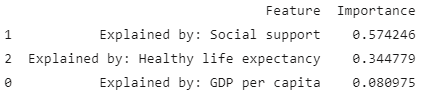 Feature Importance
1 Explained by: Social support 0.574246
2 Explained by: Healthy life expectancy 0.344779
0 Explained by: GDP per capita 0.080975